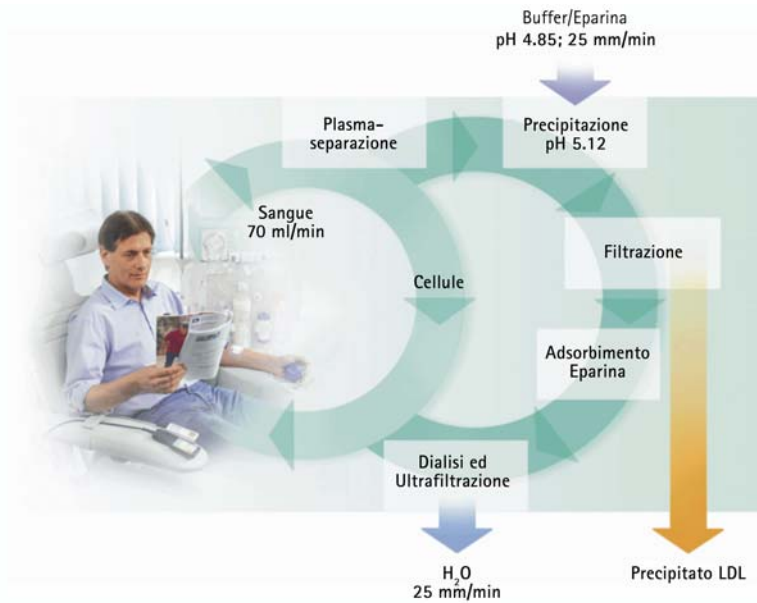 Buffer/Eparina
pH 4.85; 25 mm/min
Plasma-
separazione
Precipitazione
pH 5.12
Sangue
70 ml/min
Filtrazione
Cellule
Adsorbimento
Eparina
Dialisi ed
Ultrafiltrazione
H₂O
25 mm/min
Precipitato LDL